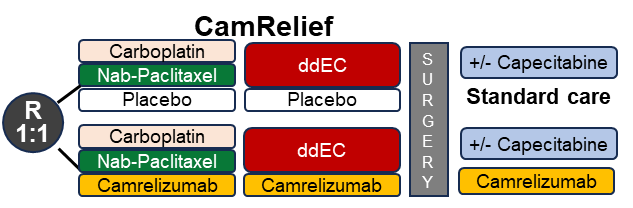 CamRelief
R
1:1
Carboplatin
Nab-Paclitaxel
Placebo
ddEC
Placebo
Carboplatin
Nab-Paclitaxel
Camrelizumab
ddEC
Camrelizumab
SURGERY
+/- Capecitabine
Standard care
+/- Capecitabine
Camrelizumab